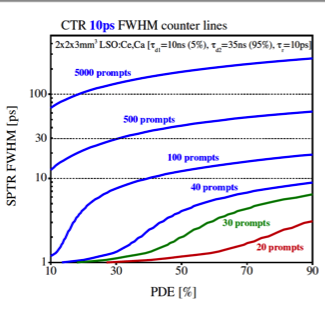 CTR 10ps FWHM counter lines
2x2x3mm³ LSO:Ce,Ca [τd1=10ns (5%), τd2=35ns (95%), τr=10ps]
5000 prompts
500 prompts
100 prompts
40 prompts
30 prompts
20 prompts
SPTR FWHM [ps]
100
30
10
1
10 30 50 70 90
PDE [%]